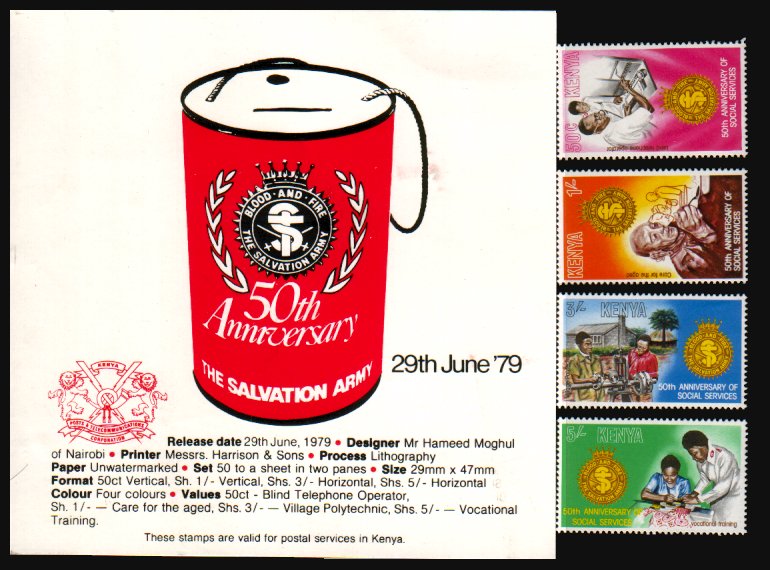 BLOOD · AND · FIRE
THE SALVATION ARMY
50th
Anniversary
THE SALVATION ARMY
29th June '79
KENYA
POSTS & TELECOMMUNICATIONS
CORPORATION
Release date 29th June, 1979 • Designer Mr Hameed Moghul
of Nairobi • Printer Messrs. Harrison & Sons • Process Lithography
Paper Unwatermarked • Set 50 to a sheet in two panes • Size 29mm x 47mm
Format 50ct Vertical, Sh. 1/- Vertical, Shs. 3/- Horizontal, Shs. 5/- Horizontal
Colour Four colours • Values 50ct - Blind Telephone Operator,
Sh. 1/- — Care for the aged, Shs. 3/- — Village Polytechnic, Shs. 5/- — Vocational
Training.
These stamps are valid for postal services in Kenya.
50c KENYA
blind telephone operator
50th ANNIVERSARY OF
SOCIAL SERVICES
KENYA 1/-
Care for the aged
50th ANNIVERSARY OF
SOCIAL SERVICES
3/- KENYA
50th ANNIVERSARY OF
SOCIAL SERVICES
5/- KENYA
50th ANNIVERSARY OF
SOCIAL SERVICES
vocational training